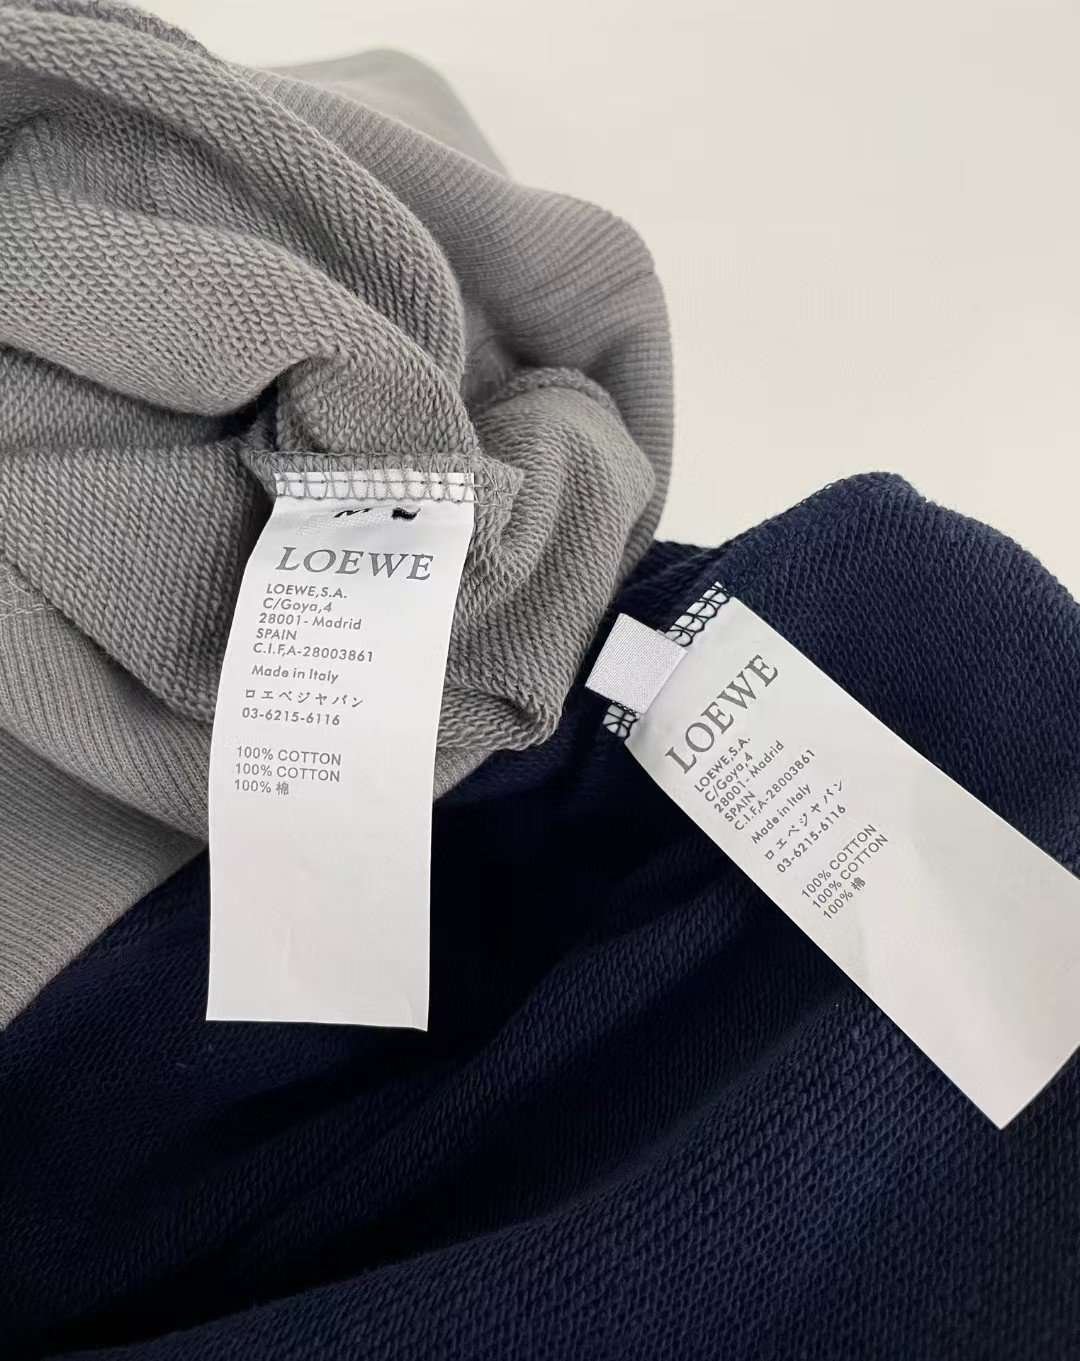 LOEWE
LOEWE,S.A.
C/Goya,4
28001- Madrid
SPAIN
C.I.F,A-28003861
Made in Italy
ロエベジャパン
03-6215-6116
100% COTTON
100% COTTON
100% 棉
LOEWE
LOEWE,S.A.
C/Goya,4
28001- Madrid
SPAIN
C.I.F,A-28003861
Made in Italy
ロエベジャパン
03-6215-6116
100% COTTON
100% COTTON
100% 棉